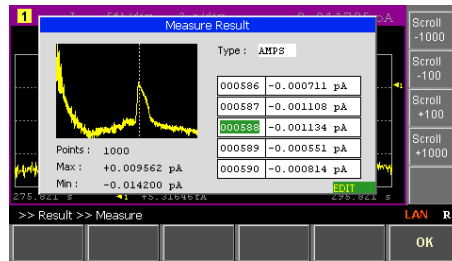 1
Measure Result
Scroll
-1000
Scroll
-100
Scroll
+100
Scroll
+1000
Type : AMPS
000586 -0.000711 pA
000587 -0.001108 pA
000588 -0.001134 pA
000589 -0.000551 pA
000590 -0.000814 pA
Points : 1000
Max : +0.009562 pA
Min : -0.014200 pA
EDIT
275.821 s
295.821 s
>> Result >> Measure
LAN R
OK